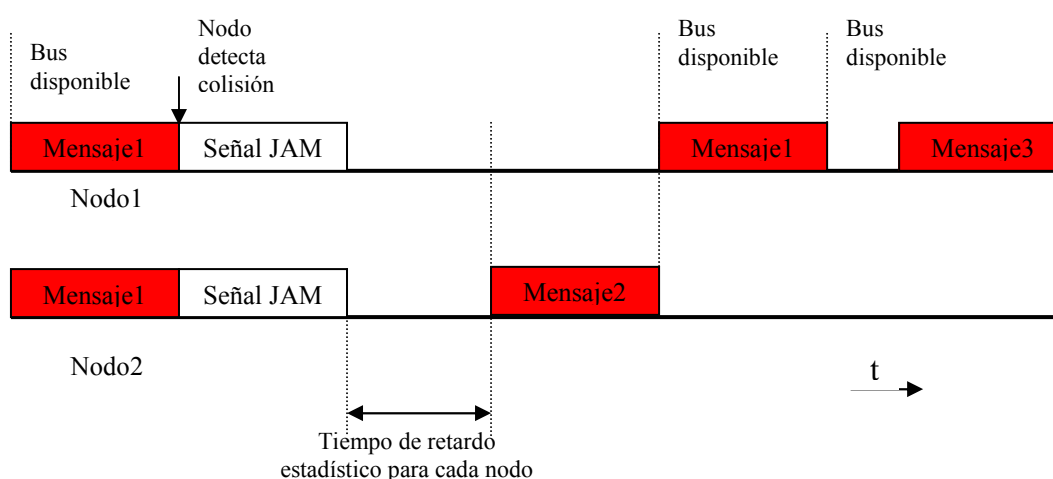 Bus
disponible
Nodo
detecta
colisión
Bus
disponible
Bus
disponible
Mensaje1
Señal JAM
Mensaje1
Mensaje3
Nodo1
Mensaje1
Señal JAM
Mensaje2
Nodo2
t
Tiempo de retardo
estadístico para cada nodo